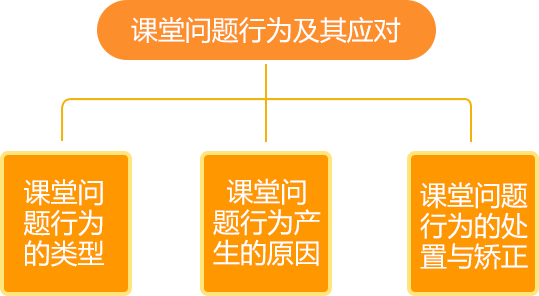 课堂问题行为及其应对
课堂问
题行为
的类型
课堂问
题行为产
生的原因
课堂问题
行为的处
置与矫正